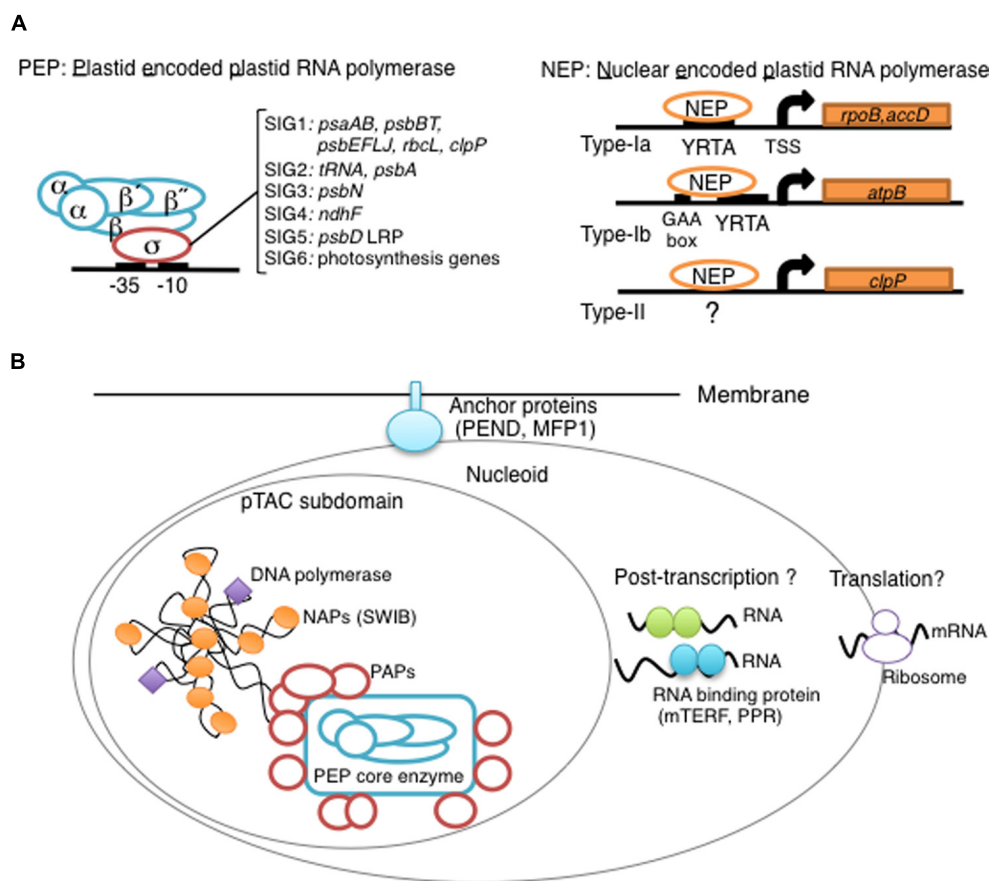 A
PEP: Plastid encoded plastid RNA polymerase
SIG1: psaAB, psbBT,
psbEFLJ, rbcL, clpP
SIG2: tRNA, psbA
SIG3: psbN
SIG4: ndhF
SIG5: psbD LRP
SIG6: photosynthesis genes
α
α
β´
β˝
β
σ
-35
-10
NEP: Nuclear encoded plastid RNA polymerase
NEP
rpoB,accD
Type-Ia
YRTA
TSS
NEP
atpB
Type-Ib
GAA
box
YRTA
NEP
clpP
Type-II
?
B
Membrane
Anchor proteins
(PEND, MFP1)
Nucleoid
pTAC subdomain
DNA polymerase
NAPs (SWIB)
PAPs
PEP core enzyme
Post-transcription ?
RNA
RNA
RNA binding protein
(mTERF, PPR)
Translation?
mRNA
Ribosome